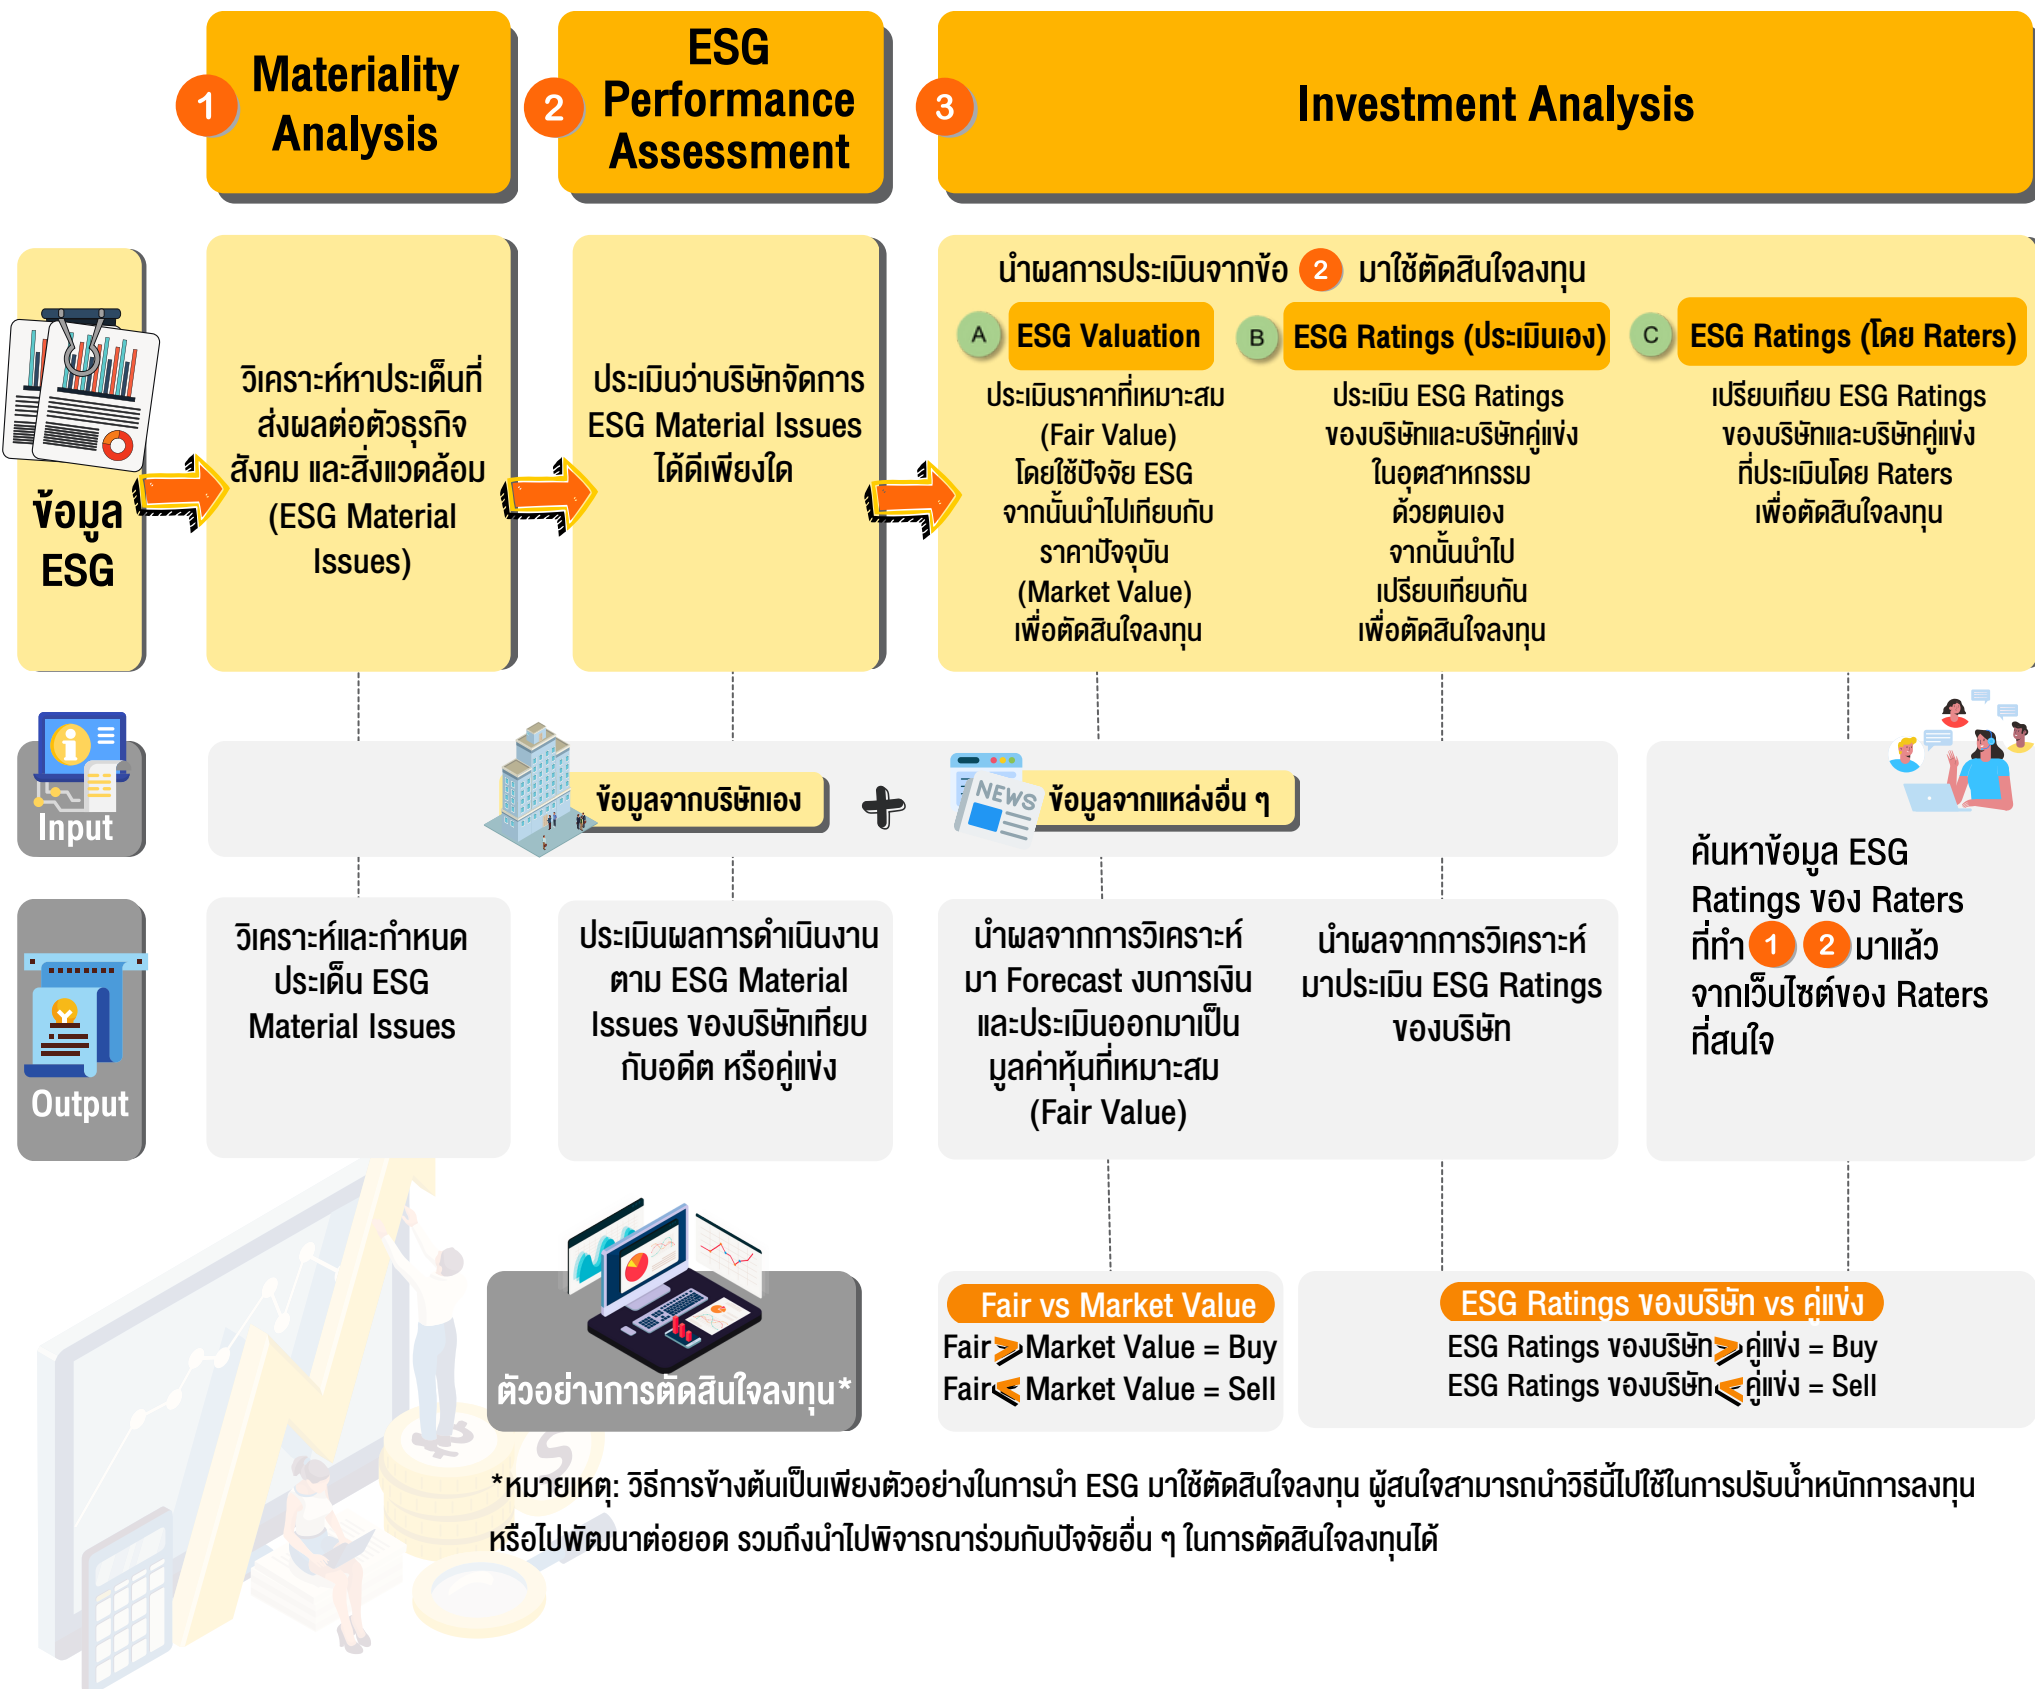 1
Materiality
Analysis
2
ESG
Performance
Assessment
3
Investment Analysis
ข้อมูล
ESG
วิเคราะห์หาประเด็นที่
ส่งผลต่อตัวธุรกิจ
สังคม และสิ่งแวดล้อม
(ESG Material
Issues)
ประเมินว่าบริษัทจัดการ
ESG Material Issues
ได้ดีเพียงใด
นำผลการประเมินจากข้อ 2 มาใช้ตัดสินใจลงทุน
A ESG Valuation
ประเมินราคาที่เหมาะสม
(Fair Value)
โดยใช้ปัจจัย ESG
จากนั้นนำไปเทียบกับ
ราคาปัจจุบัน
(Market Value)
เพื่อตัดสินใจลงทุน
B ESG Ratings (ประเมินเอง)
ประเมิน ESG Ratings
ของบริษัทและบริษัทคู่แข่ง
ในอุตสาหกรรม
ด้วยตนเอง
จากนั้นนำไป
เปรียบเทียบกัน
เพื่อตัดสินใจลงทุน
C ESG Ratings (โดย Raters)
เปรียบเทียบ ESG Ratings
ของบริษัทและบริษัทคู่แข่ง
ที่ประเมินโดย Raters
เพื่อตัดสินใจลงทุน
Input
ข้อมูลจากบริษัทเอง
+
NEWS
ข้อมูลจากแหล่งอื่น ๆ
ค้นหาข้อมูล ESG
Ratings ของ Raters
ที่ทำ 1 2 มาแล้ว
จากเว็บไซต์ของ Raters
ที่สนใจ
Output
วิเคราะห์และกำหนด
ประเด็น ESG
Material Issues
ประเมินผลการดำเนินงาน
ตาม ESG Material
Issues ของบริษัทเทียบ
กับอดีต หรือคู่แข่ง
นำผลจากการวิเคราะห์
มา Forecast งบการเงิน
และประเมินออกมาเป็น
มูลค่าหุ้นที่เหมาะสม
(Fair Value)
นำผลจากการวิเคราะห์
มาประเมิน ESG Ratings
ของบริษัท
ตัวอย่างการตัดสินใจลงทุน*
Fair vs Market Value
Fair > Market Value = Buy
Fair < Market Value = Sell
ESG Ratings ของบริษัท vs คู่แข่ง
ESG Ratings ของบริษัท > คู่แข่ง = Buy
ESG Ratings ของบริษัท < คู่แข่ง = Sell
*หมายเหตุ: วิธีการข้างต้นเป็นเพียงตัวอย่างในการนำ ESG มาใช้ตัดสินใจลงทุน ผู้สนใจสามารถนำวิธีนี้ไปใช้ในการปรับน้ำหนักการลงทุน
หรือไปพัฒนาต่อยอด รวมถึงนำไปพิจารณาร่วมกับปัจจัยอื่น ๆ ในการตัดสินใจลงทุนได้